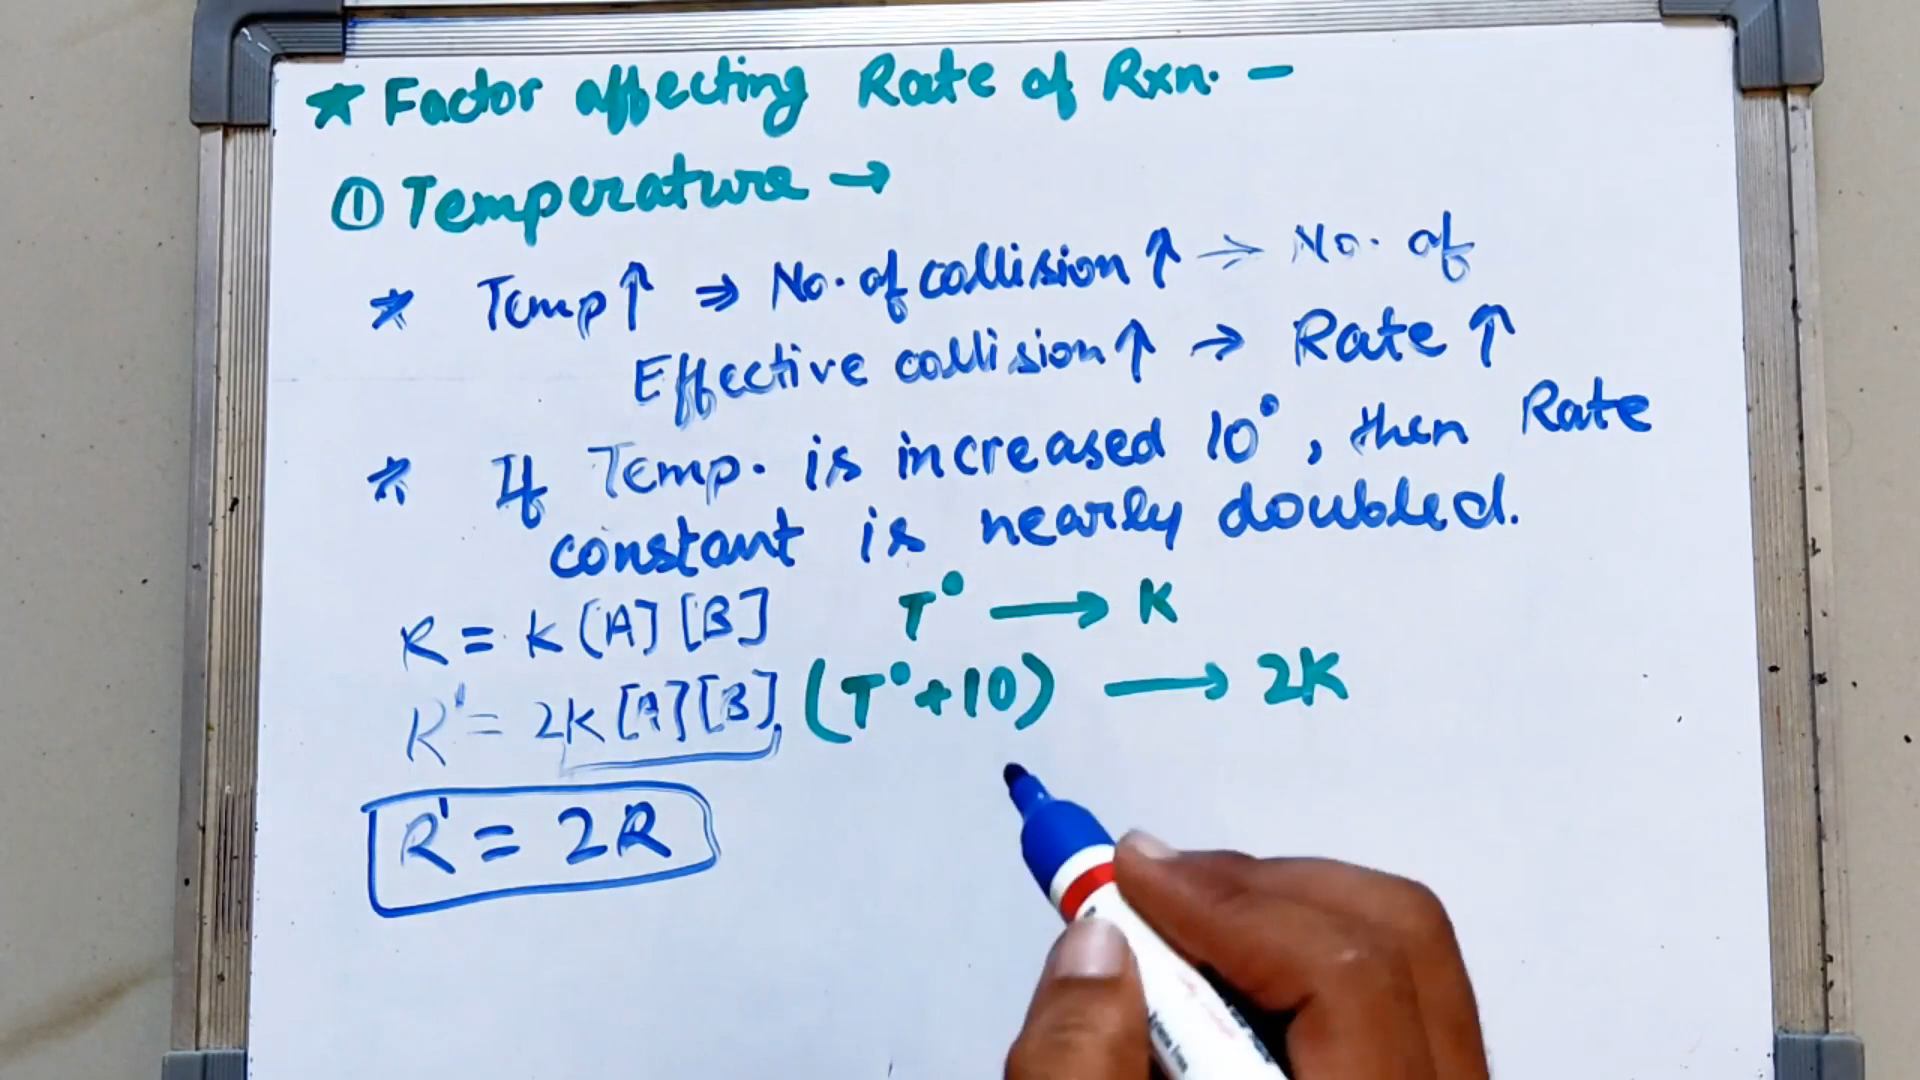 * Factor affecting Rate of Rxn. -
① Temperature →
* Temp ↑ ⇒ No. of collision ↑ → No. of
Effective collision ↑ → Rate ↑
* If Temp. is increased 10°, then Rate
constant is nearly doubled.
R = K [A] [B] T° → K
R' = 2K [A] [B] (T° + 10) → 2K
R' = 2R